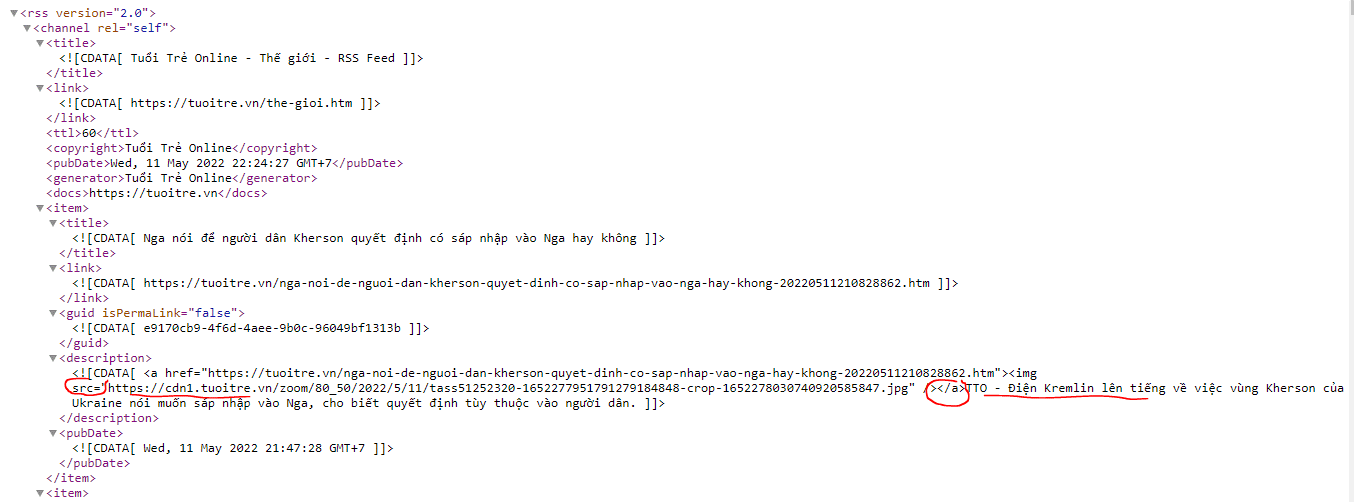 ▼<rss version="2.0">
▼<channel rel="self">
▼<title>
<![CDATA[ Tuổi Trẻ Online - Thế giới - RSS Feed ]]>
</title>
▼<link>
<![CDATA[ https://tuoitre.vn/the-gioi.htm ]]>
</link>
<ttl>60</ttl>
<copyright>Tuổi Trẻ Online</copyright>
<pubDate>Wed, 11 May 2022 22:24:27 GMT+7</pubDate>
<generator>Tuổi Trẻ Online</generator>
<docs>https://tuoitre.vn</docs>
▼<item>
▼<title>
<![CDATA[ Nga nói để người dân Kherson quyết định có sáp nhập vào Nga hay không ]]>
</title>
▼<link>
<![CDATA[ https://tuoitre.vn/nga-noi-de-nguoi-dan-kherson-quyet-dinh-co-sap-nhap-vao-nga-hay-khong-20220511210828862.htm ]]>
</link>
▼<guid isPermaLink="false">
<![CDATA[ e9170cb9-4f6d-4aee-9b0c-96049bf1313b ]]>
</guid>
▼<description>
<![CDATA[ <a href="https://tuoitre.vn/nga-noi-de-nguoi-dan-kherson-quyet-dinh-co-sap-nhap-vao-nga-hay-khong-20220511210828862.htm"><img
src="https://cdn1.tuoitre.vn/zoom/80_50/2022/5/11/tass51252320-1652277951791279184848-crop-1652278030740920585847.jpg" /></a>TTO - Điện Kremlin lên tiếng về việc vùng Kherson của
Ukraine nói muốn sáp nhập vào Nga, cho biết quyết định tùy thuộc vào người dân. ]]>
</description>
▼<pubDate>
<![CDATA[ Wed, 11 May 2022 21:47:28 GMT+7 ]]>
</pubDate>
</item>
▼<item>